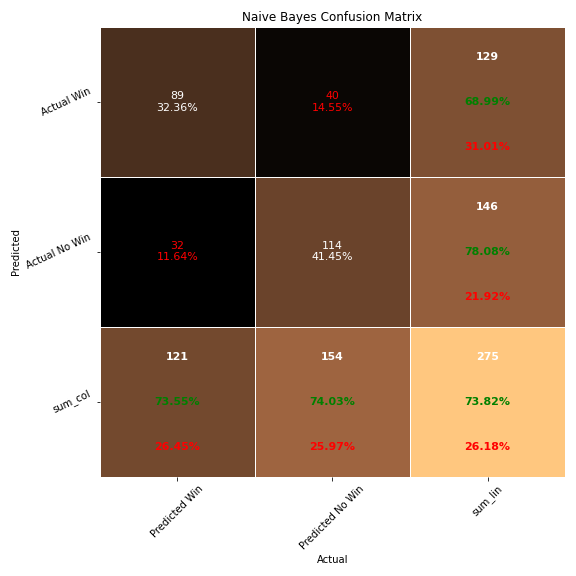 Naive Bayes Confusion Matrix
129
Actual Win
89
40
68.99%
32.36%
14.55%
31.01%
146
Actual No Win
32
114
78.08%
11.64%
41.45%
21.92%
Predicted
121
154
275
sum_col
73.55%
74.03%
73.82%
26.45%
25.97%
26.18%
Predicted Win
Predicted No Win
sum_lin
Actual